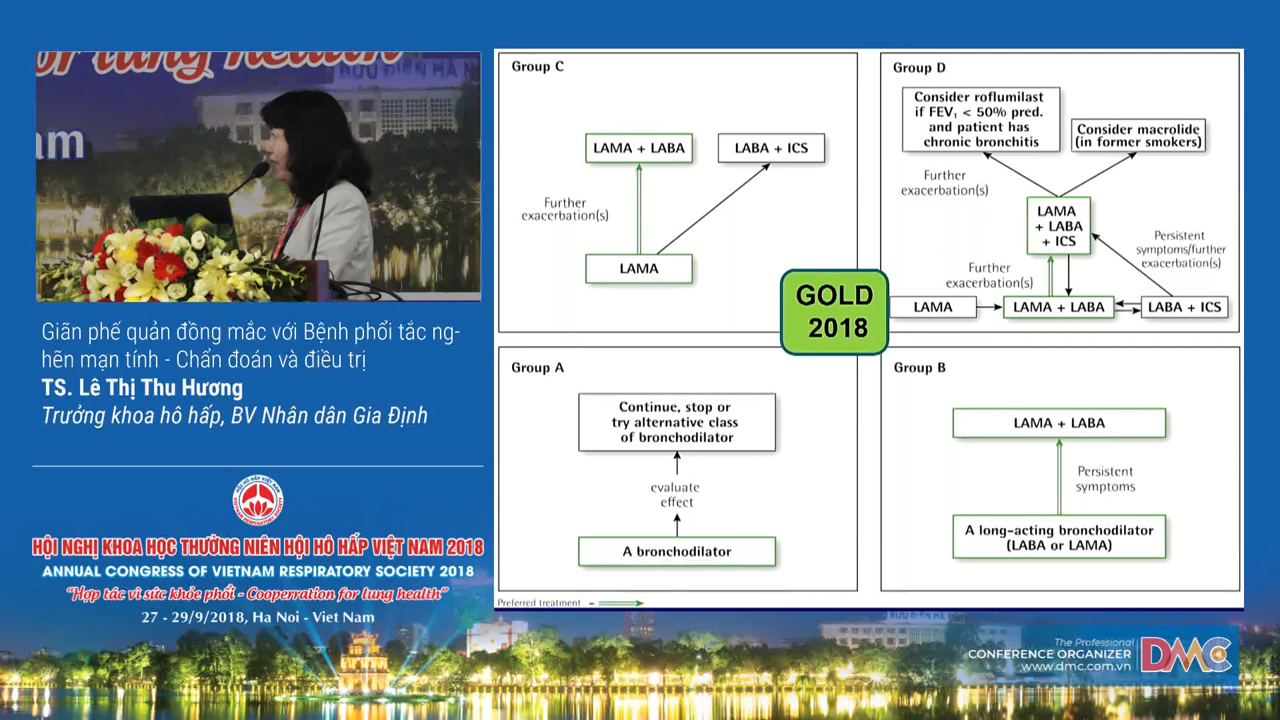 or lung health
am
Giãn phế quản đồng mắc với Bệnh phổi tắc ng-
hẽn mạn tính - Chẩn đoán và điều trị
TS. Lê Thị Thu Hương
Trưởng khoa hô hấp, BV Nhân dân Gia Định
HỘI NGHỊ KHOA HỌC THƯỜNG NIÊN HỘI HÔ HẤP VIỆT NAM 2018
ANNUAL CONGRESS OF VIETNAM RESPIRATORY SOCIETY 2018
"Hợp tác vì sức khỏe phổi - Cooperration for lung health"
27 - 29/9/2018, Ha Noi - Viet Nam
Group C
LAMA + LABA
LABA + ICS
Further
exacerbation(s)
LAMA
Group D
Consider roflumilast
if FEV₁ < 50% pred.
and patient has
chronic bronchitis
Consider macrolide
(in former smokers)
Further
exacerbation(s)
LAMA
+ LABA
+ ICS
Persistent
symptoms/further
exacerbation(s)
Further
exacerbation(s)
LAMA
LAMA + LABA
LABA + ICS
GOLD
2018
Group A
Continue, stop or
try alternative class
of bronchodilator
evaluate
effect
A bronchodilator
Group B
LAMA + LABA
Persistent
symptoms
A long-acting bronchodilator
(LABA or LAMA)
Preferred treatment =
The Professional
CONFERENCE ORGANIZER
www.dmc.com.vn
DMC